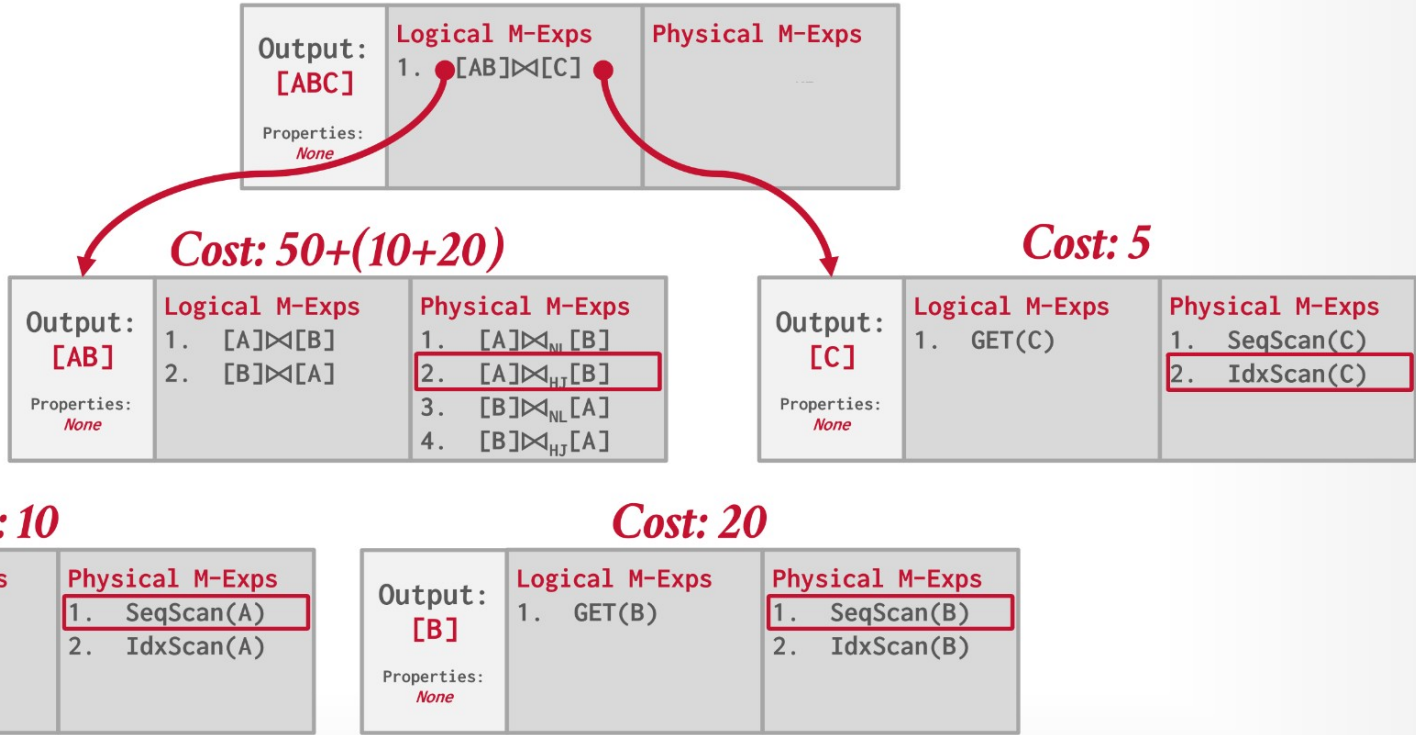 Output:
[ABC]
Properties:
None
Logical M-Exps
1. [AB]⋈[C]
Physical M-Exps
Cost: 50+(10+20)
Output:
[AB]
Properties:
None
Logical M-Exps
1. [A]⋈[B]
2. [B]⋈[A]
Physical M-Exps
1. [A]⋈NL[B]
2. [A]⋈HJ[B]
3. [B]⋈NL[A]
4. [B]⋈HJ[A]
Cost: 5
Output:
[C]
Properties:
None
Logical M-Exps
1. GET(C)
Physical M-Exps
1. SeqScan(C)
2. IdxScan(C)
: 10
s
Physical M-Exps
1. SeqScan(A)
2. IdxScan(A)
Cost: 20
Output:
[B]
Properties:
None
Logical M-Exps
1. GET(B)
Physical M-Exps
1. SeqScan(B)
2. IdxScan(B)